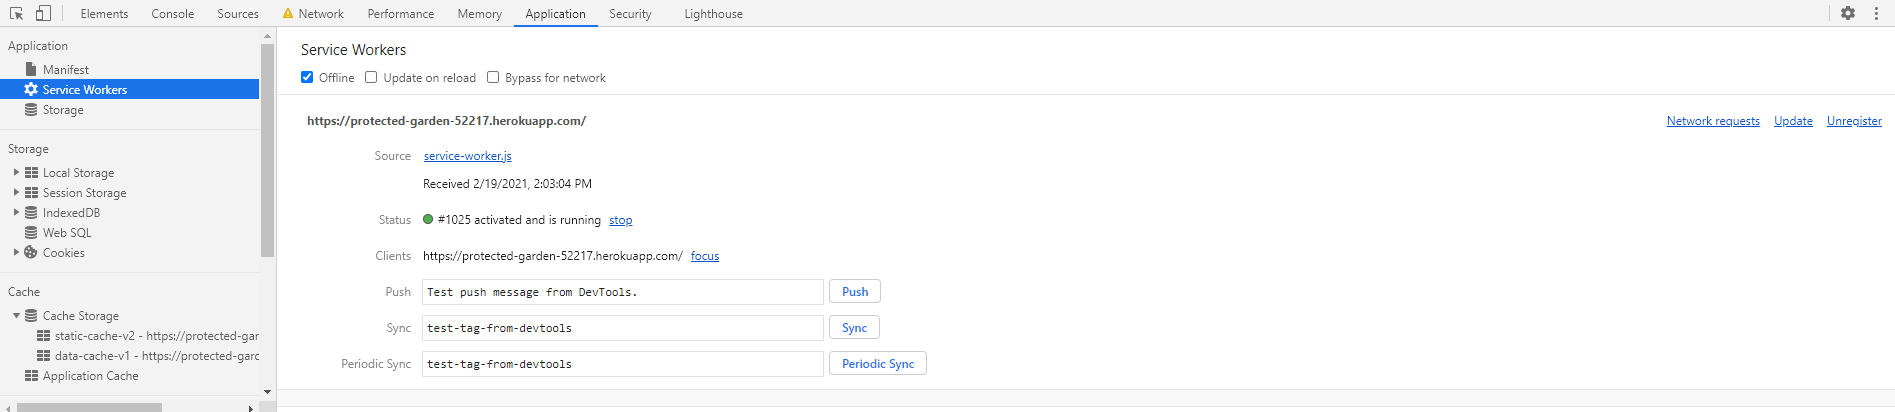 Elements Console Sources Network Performance Memory Application Security Lighthouse
Application
Manifest
Service Workers
Storage
Storage
Local Storage
Session Storage
IndexedDB
Web SQL
Cookies
Cache
Cache Storage
static-cache-v2 - https://protected-gar
data-cache-v1 - https://protected-garc
Application Cache
Service Workers
Offline Update on reload Bypass for network
https://protected-garden-52217.herokuapp.com/ Network requests Update Unregister
Source service-worker.js
Received 2/19/2021, 2:03:04 PM
Status #1025 activated and is running stop
Clients https://protected-garden-52217.herokuapp.com/ focus
Push Test push message from DevTools. Push
Sync test-tag-from-devtools Sync
Periodic Sync test-tag-from-devtools Periodic Sync